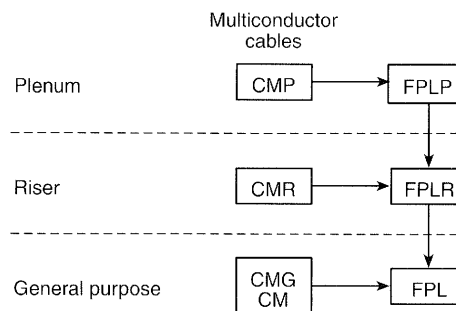 Multiconductor
cables
Plenum
CMP
FPLP
Riser
CMR
FPLR
General purpose
CMG
CM
FPL